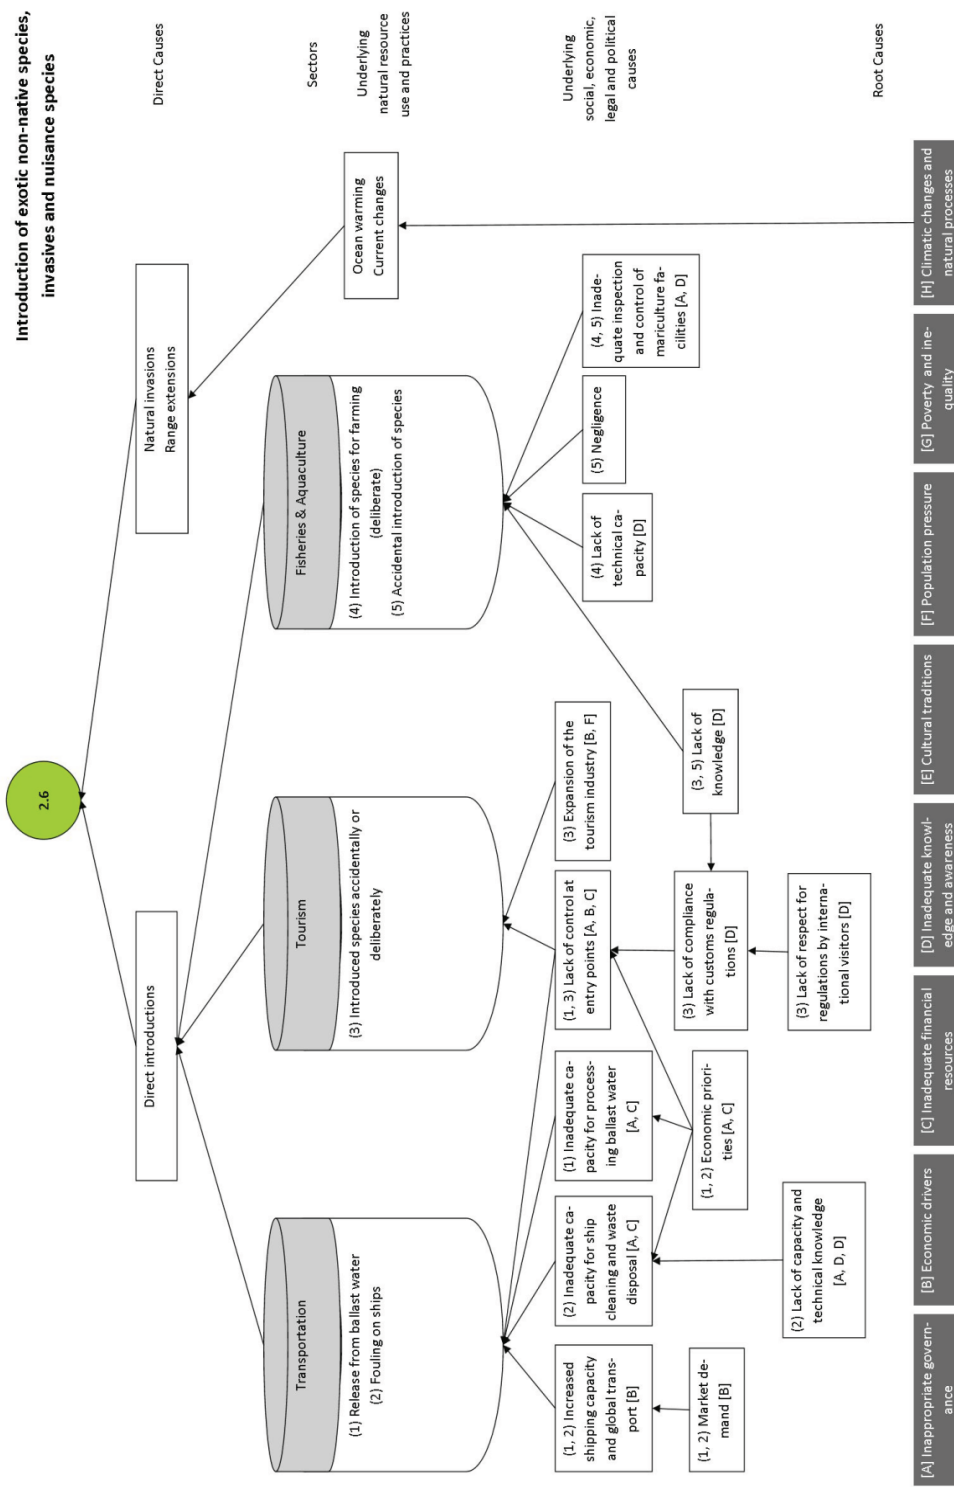 Introduction of exotic non-native species,
invasives and nuisance species
2.6
Direct Causes
Direct introductions
Natural invasions
Range extensions
Sectors
Transportation
Tourism
Fisheries & Aquaculture
Underlying
natural resource
use and practices
(1) Release from ballast water
(2) Fouling on ships
(3) Introduced species accidentally or
deliberately
(4) Introduction of species for farming
(deliberate)
(5) Accidental introduction of species
Ocean warming
Current changes
Underlying
social, economic,
legal and political
causes
(1, 2) Increased
shipping capacity
and global trans-
port [B]
(2) Inadequate ca-
pacity for ship
cleaning and waste
disposal [A, C]
(1) Inadequate ca-
pacity for process-
ing ballast water
[A, C]
(1, 3) Lack of control at
entry points [A, B, C]
(3) Expansion of the
tourism industry [B, F]
(4) Lack of
technical ca-
pacity [D]
(5) Negligence
(4, 5) Inade-
quate inspection
and control of
mariculture fa-
cilities [A, D]
(1, 2) Market de-
mand [B]
(1, 2) Economic priori-
ties [A, C]
(3) Lack of compliance
with customs regula-
tions [D]
(3, 5) Lack of
knowledge [D]
(2) Lack of capacity and
technical knowledge
[A, D, D]
(3) Lack of respect for
regulations by interna-
tional visitors [D]
Root Causes
[A] Inappropriate govern-
ance
[B] Economic drivers
[C] Inadequate financial
resources
[D] Inadequate knowl-
edge and awareness
[E] Cultural traditions
[F] Population pressure
[G] Poverty and ine-
quality
[H] Climatic changes and
natural processes